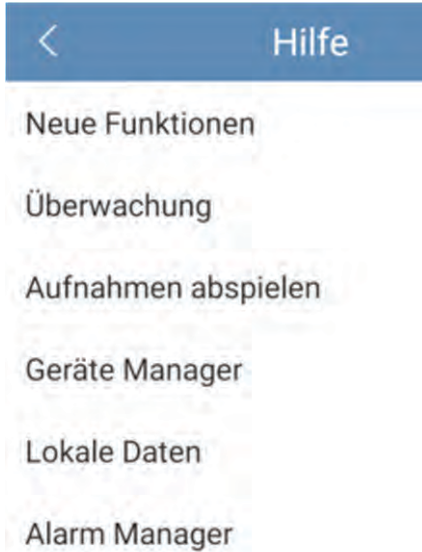 Hilfe
Neue Funktionen
Überwachung
Aufnahmen abspielen
Geräte Manager
Lokale Daten
Alarm Manager